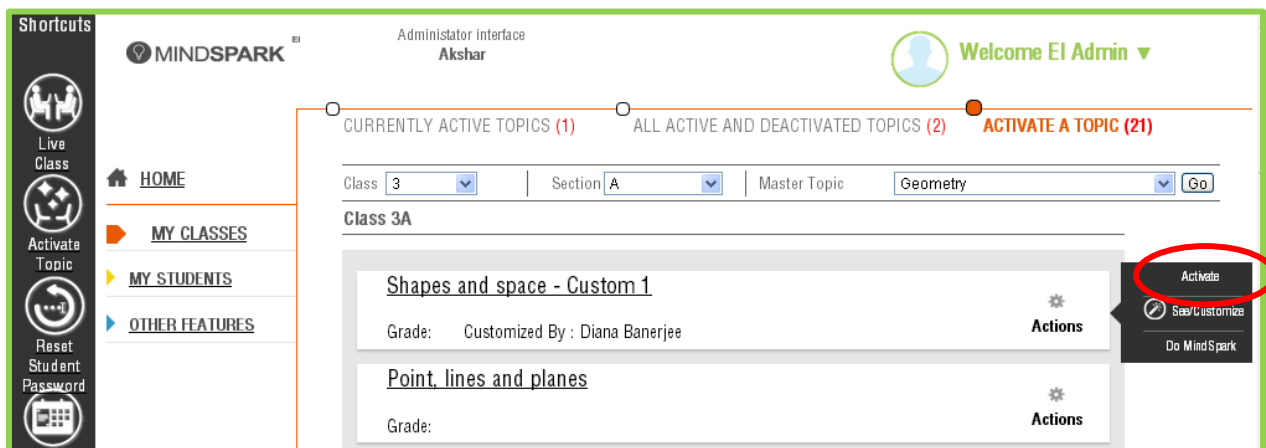 Shortcuts
Live
Class
Activate
Topic
Reset
Student
Password
MINDSPARK EI
Administator interface
Akshar
Welcome EI Admin ▼
CURRENTLY ACTIVE TOPICS (1)
ALL ACTIVE AND DEACTIVATED TOPICS (2)
ACTIVATE A TOPIC (21)
HOME
MY CLASSES
MY STUDENTS
OTHER FEATURES
Class 3 Section A Master Topic Geometry Go
Class 3A
Shapes and space - Custom 1
Grade: Customized By : Diana Banerjee
Actions
Activate
See/Customize
Do MindSpark
Point, lines and planes
Grade:
Actions